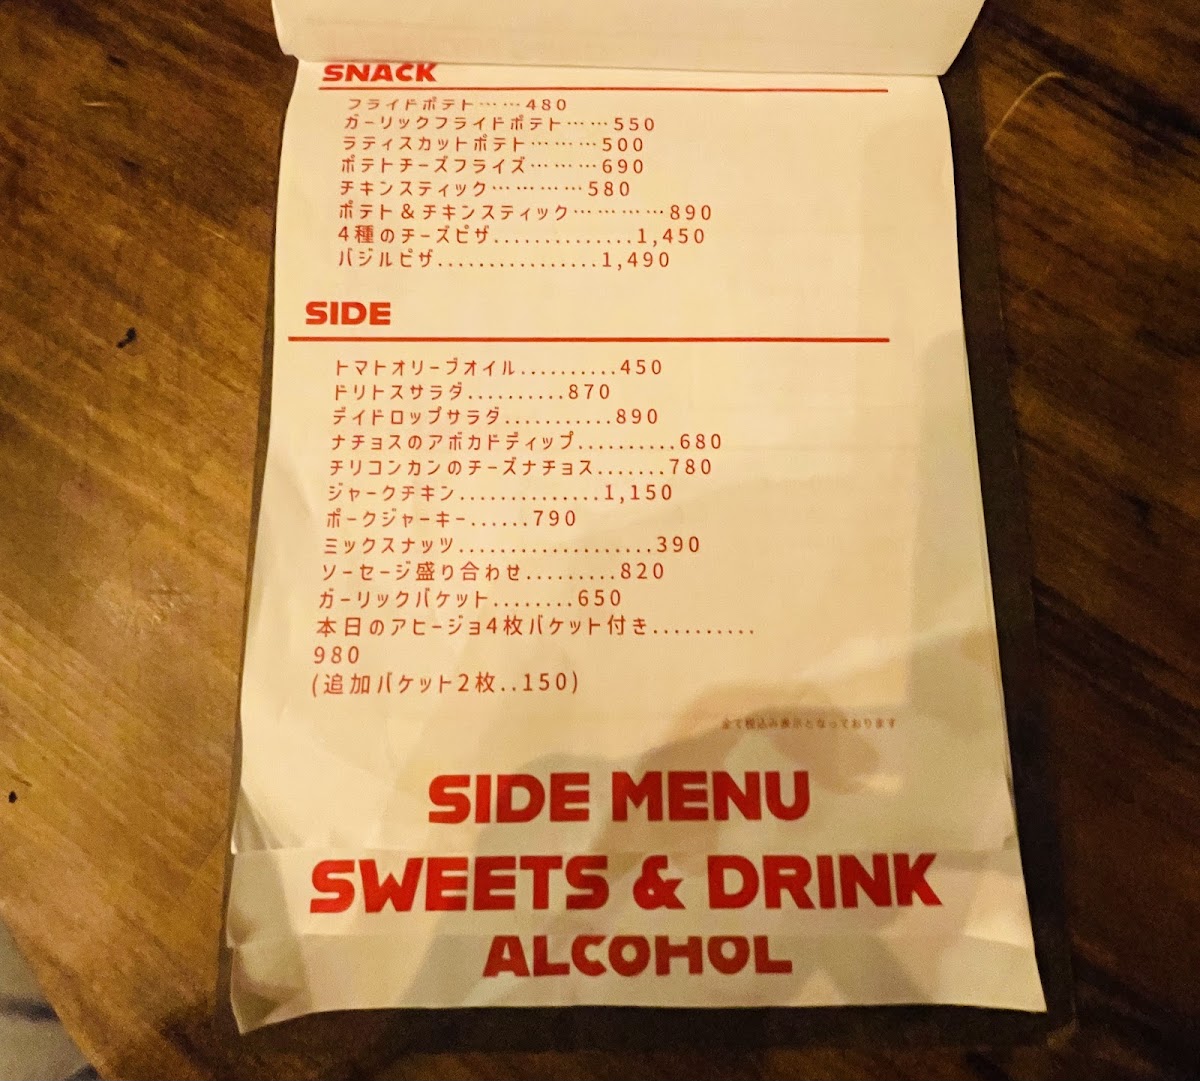 SNACK
フライドポテト……480
ガーリックフライドポテト……550
ラティスカットポテト………500
ポテトチーズフライズ………690
チキンスティック…………580
ポテト&チキンスティック…………890
4種のチーズピザ..............1,450
バジルピザ................1,490
SIDE
トマトオリーブオイル..........450
ドリトスサラダ..........870
デイドロップサラダ...........890
ナチョスのアボカドディップ..........680
チリコンカンのチーズナチョス.......780
ジャークチキン..............1,150
ポークジャーキー......790
ミックスナッツ...................390
ソーセージ盛り合わせ.........820
ガーリックバケット........650
本日のアヒージョ4枚バケット付き..........
980
(追加バケット2枚..150)
全て税込み表示となっております
SIDE MENU
SWEETS & DRINK
ALCOHOL